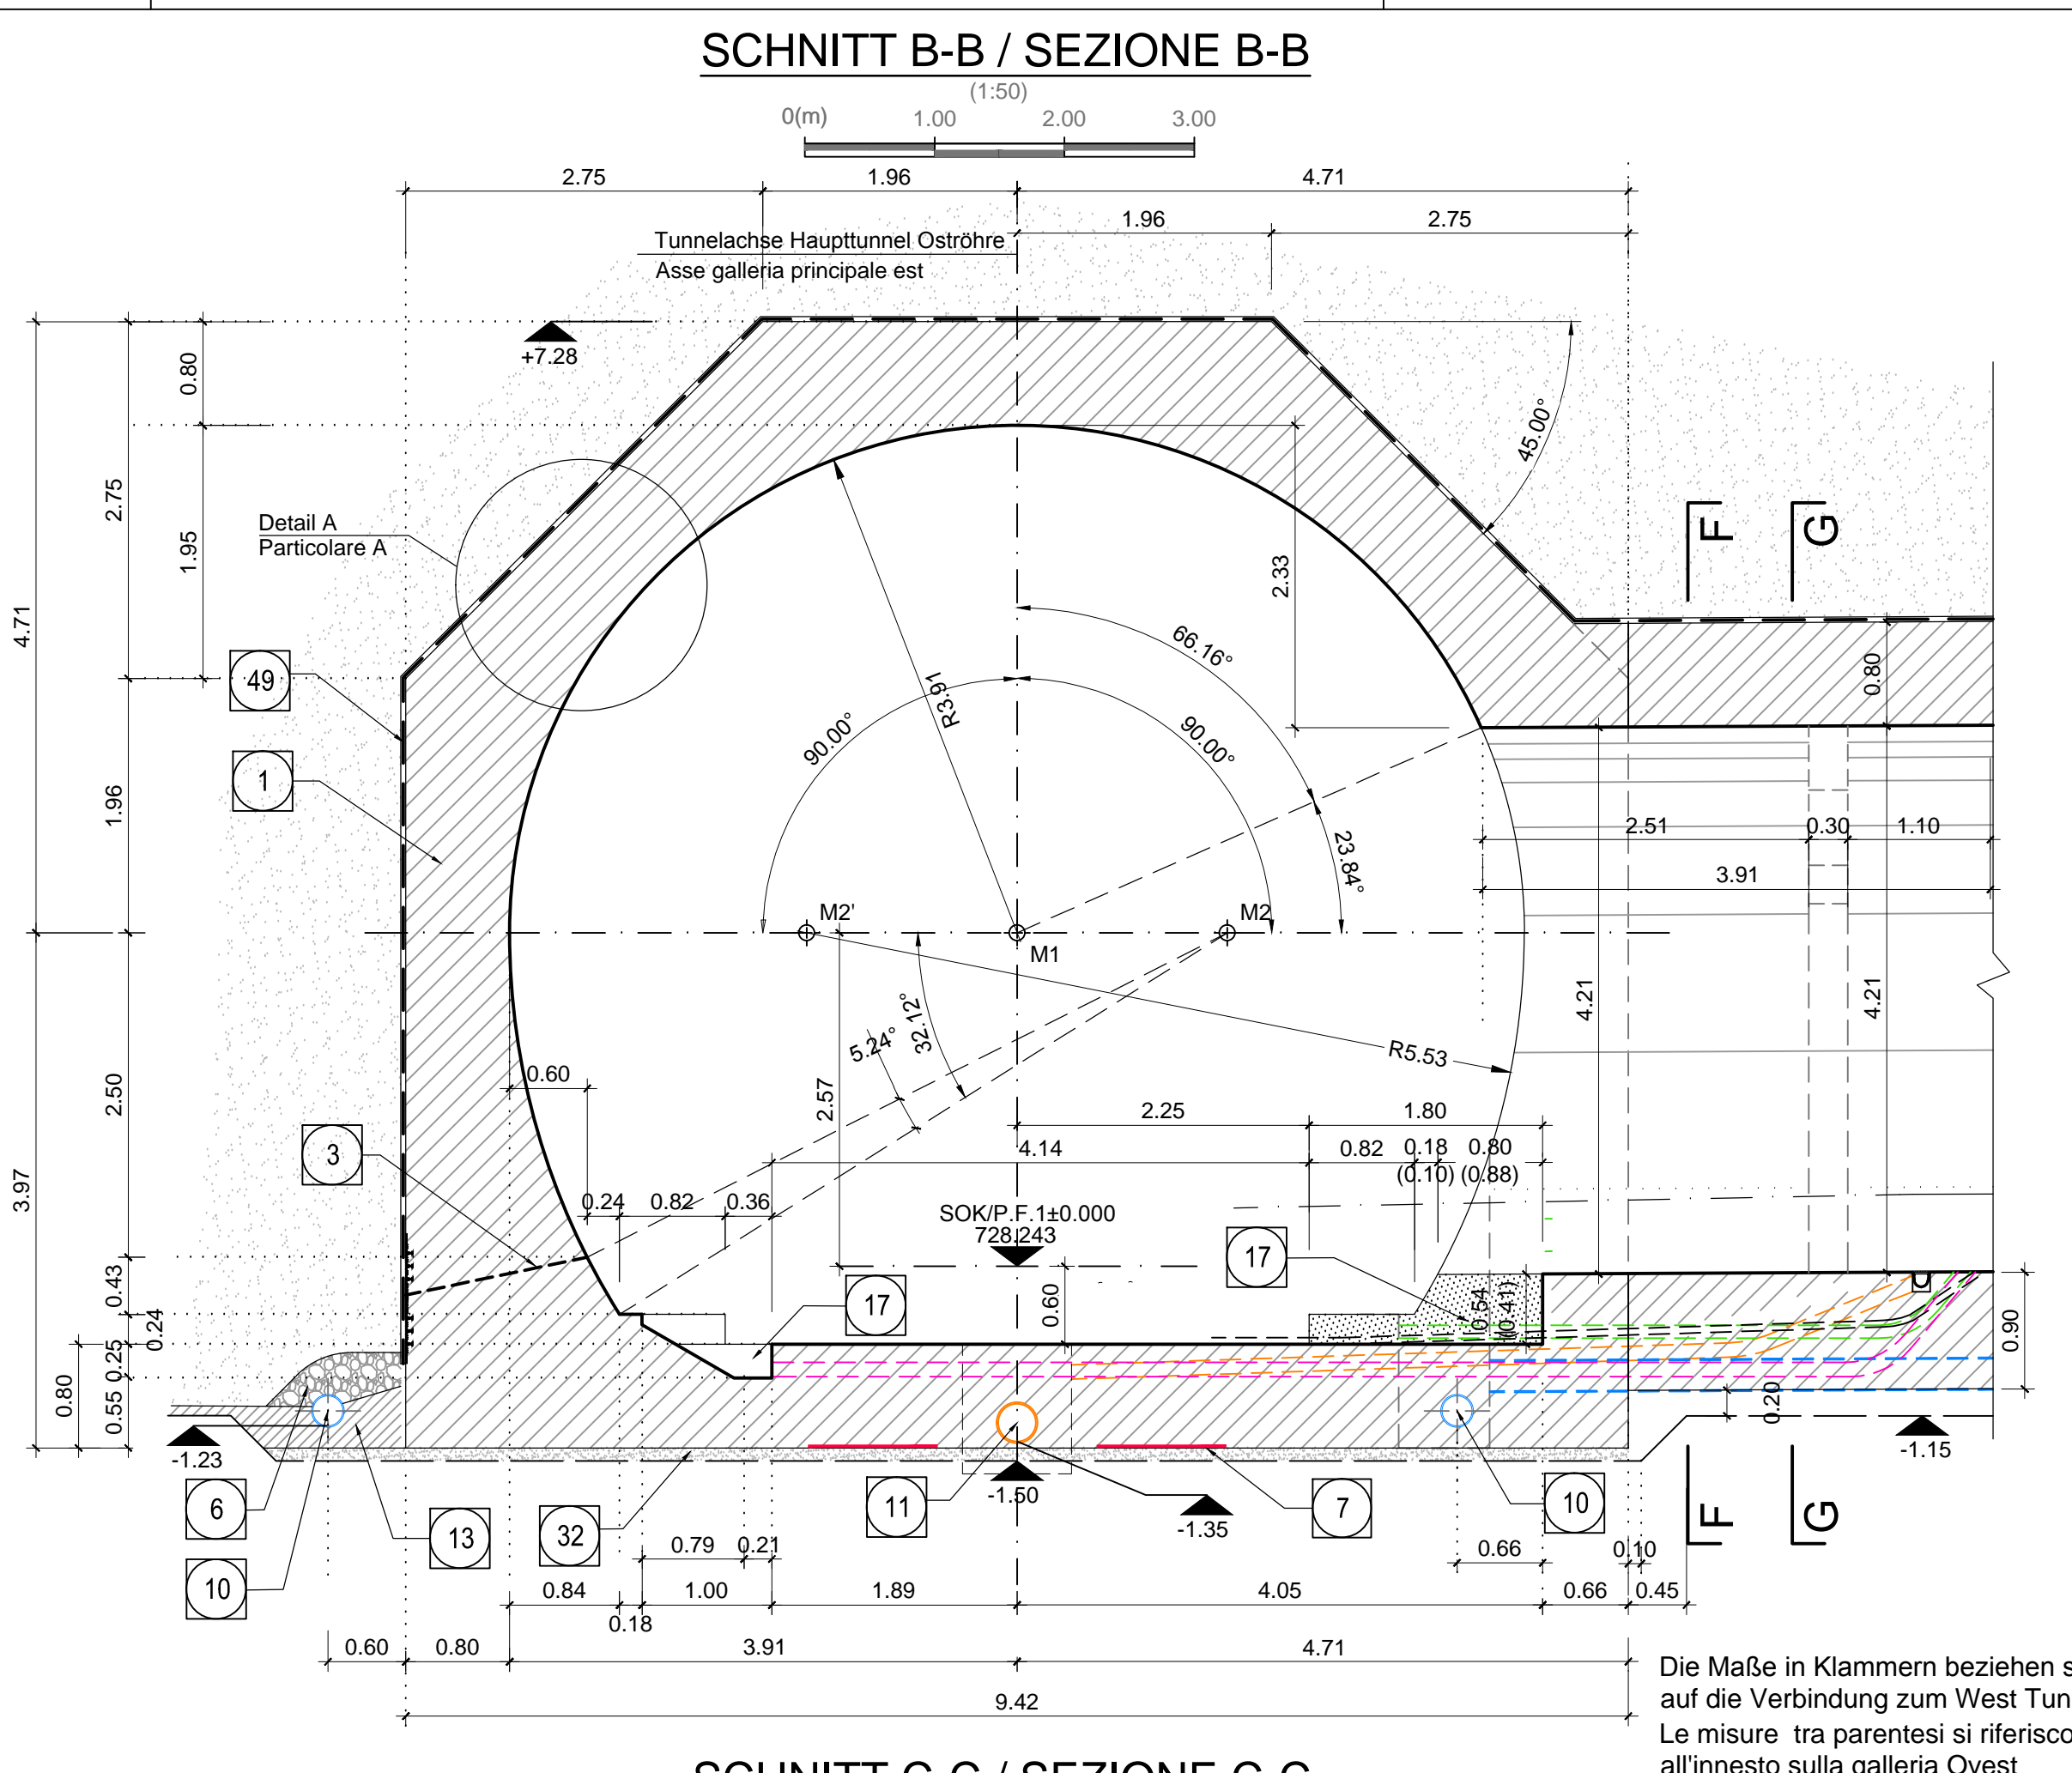 SCHNITT B-B / SEZIONE B-B
(1:50)
0(m) 1.00 2.00 3.00
2.75 1.96 4.71
1.96 2.75
Tunnelachse Haupttunnel Oströhre
Asse galleria principale est
+7.28
0.80
45.00°
2.75
1.95
Detail A
Particolare A
F G
2.33
4.71
66.16°
49
R3.91
0.80
90.00°
90.00°
1
1.96
2.51 0.30 1.10
23.84°
3.91
M2' M1 M2
4.21
4.21
32.12°
5.24°
R5.53
0.60
2.57
2.50
2.25 1.80
3
4.14 0.82 0.18 0.80
(0.10) (0.88)
3.97
0.24 0.82 0.36
SOK/P.F.1±0.000
728.243
17
0.43
17
0.60
0.54
(0.41)
0.24
0.90
0.25
0.80
0.55
0.20
-1.23
-1.15
-1.50
-1.35
6
13
32
11
7
10
F G
10
0.79 0.21
0.66 0.10
0.84 1.00 1.89 4.05 0.66 0.45
0.18
0.60 0.80 3.91 4.71
9.42
Die Maße in Klammern beziehen s
auf die Verbindung zum West Tun
Le misure tra parentesi si riferisco
all'innesto sulla galleria Ovest